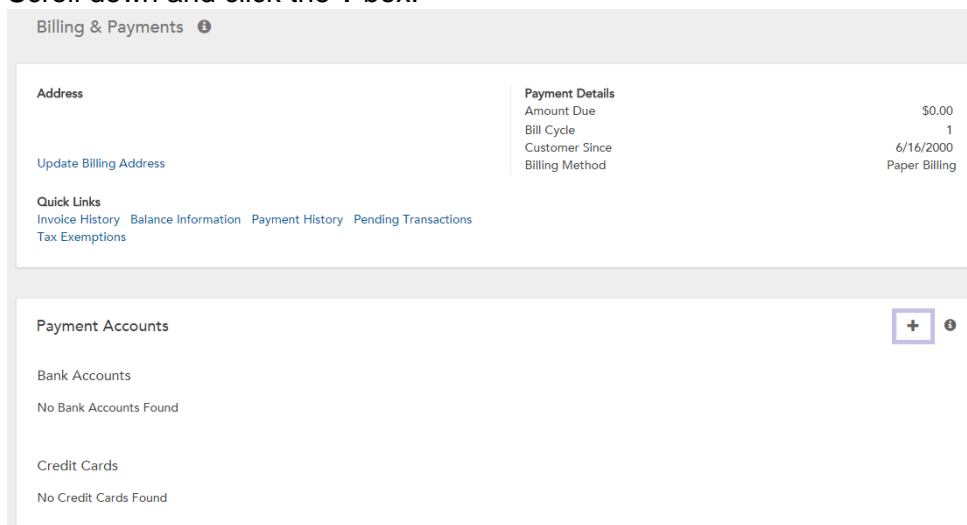 Billing & Payments
Address
Update Billing Address
Quick Links
Invoice History Balance Information Payment History Pending Transactions
Tax Exemptions
Payment Details
Amount Due $0.00
Bill Cycle 1
Customer Since 6/16/2000
Billing Method Paper Billing
Payment Accounts +
Bank Accounts
No Bank Accounts Found
Credit Cards
No Credit Cards Found